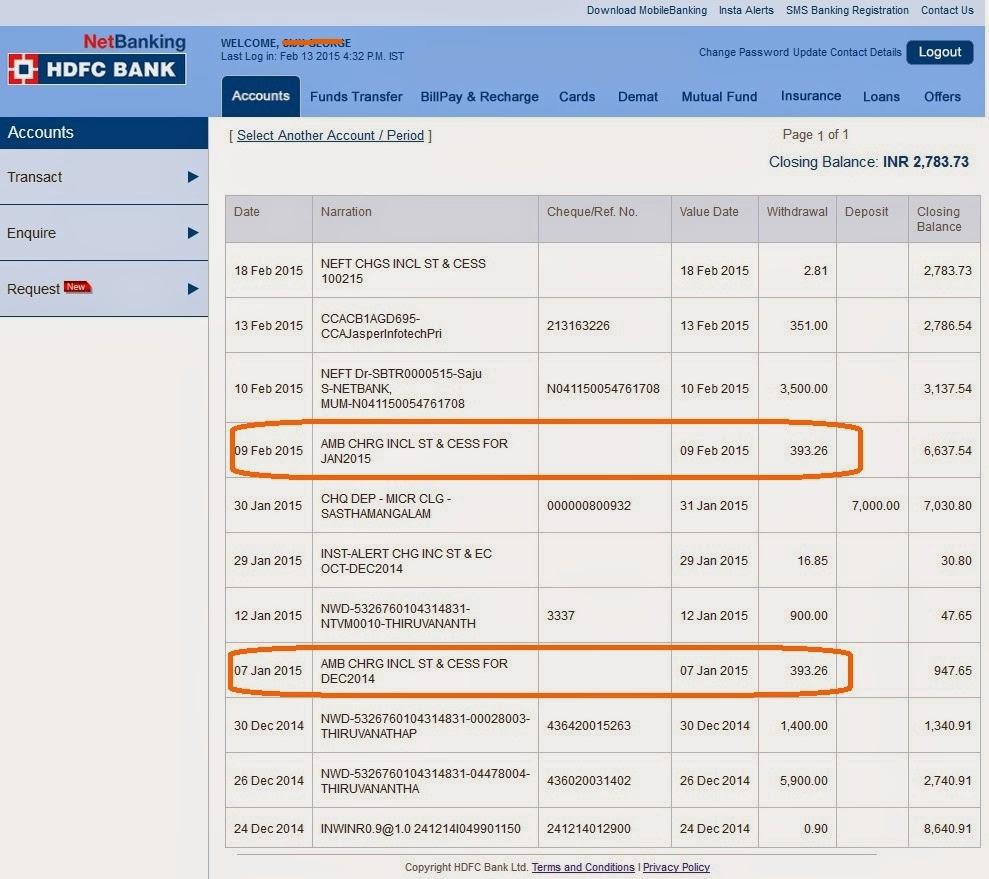 Download MobileBanking Insta Alerts SMS Banking Registration Contact Us
NetBanking
HDFC BANK
WELCOME,
Last Log in: Feb 13 2015 4:32 P.M. IST
Change Password Update Contact Details Logout
Accounts Funds Transfer BillPay & Recharge Cards Demat Mutual Fund Insurance Loans Offers
Accounts
Transact
Enquire
Request New
[ Select Another Account / Period ]
Page 1 of 1
Closing Balance: INR 2,783.73
Date Narration Cheque/Ref. No. Value Date Withdrawal Deposit Closing
Balance
18 Feb 2015 NEFT CHGS INCL ST & CESS
100215 18 Feb 2015 2.81 2,783.73
13 Feb 2015 CCACB1AGD695-
CCAJasperInfotechPri 213163226 13 Feb 2015 351.00 2,786.54
10 Feb 2015 NEFT Dr-SBTR0000515-Saju
S-NETBANK,
MUM-N041150054761708 N041150054761708 10 Feb 2015 3,500.00 3,137.54
09 Feb 2015 AMB CHRG INCL ST & CESS FOR
JAN2015 09 Feb 2015 393.26 6,637.54
30 Jan 2015 CHQ DEP - MICR CLG -
SASTHAMANGALAM 000000800932 31 Jan 2015 7,000.00 7,030.80
29 Jan 2015 INST-ALERT CHG INC ST & EC
OCT-DEC2014 29 Jan 2015 16.85 30.80
12 Jan 2015 NWD-5326760104314831-
NTVM0010-THIRUVANANTH 3337 12 Jan 2015 900.00 47.65
07 Jan 2015 AMB CHRG INCL ST & CESS FOR
DEC2014 07 Jan 2015 393.26 947.65
30 Dec 2014 NWD-5326760104314831-00028003-
THIRUVANATHAP 436420015263 30 Dec 2014 1,400.00 1,340.91
26 Dec 2014 NWD-5326760104314831-04478004-
THIRUVANANTHA 436020031402 26 Dec 2014 5,900.00 2,740.91
24 Dec 2014 INWINR0.9@1.0 241214I049901150 241214012900 24 Dec 2014 0.90 8,640.91
Copyright HDFC Bank Ltd. Terms and Conditions | Privacy Policy